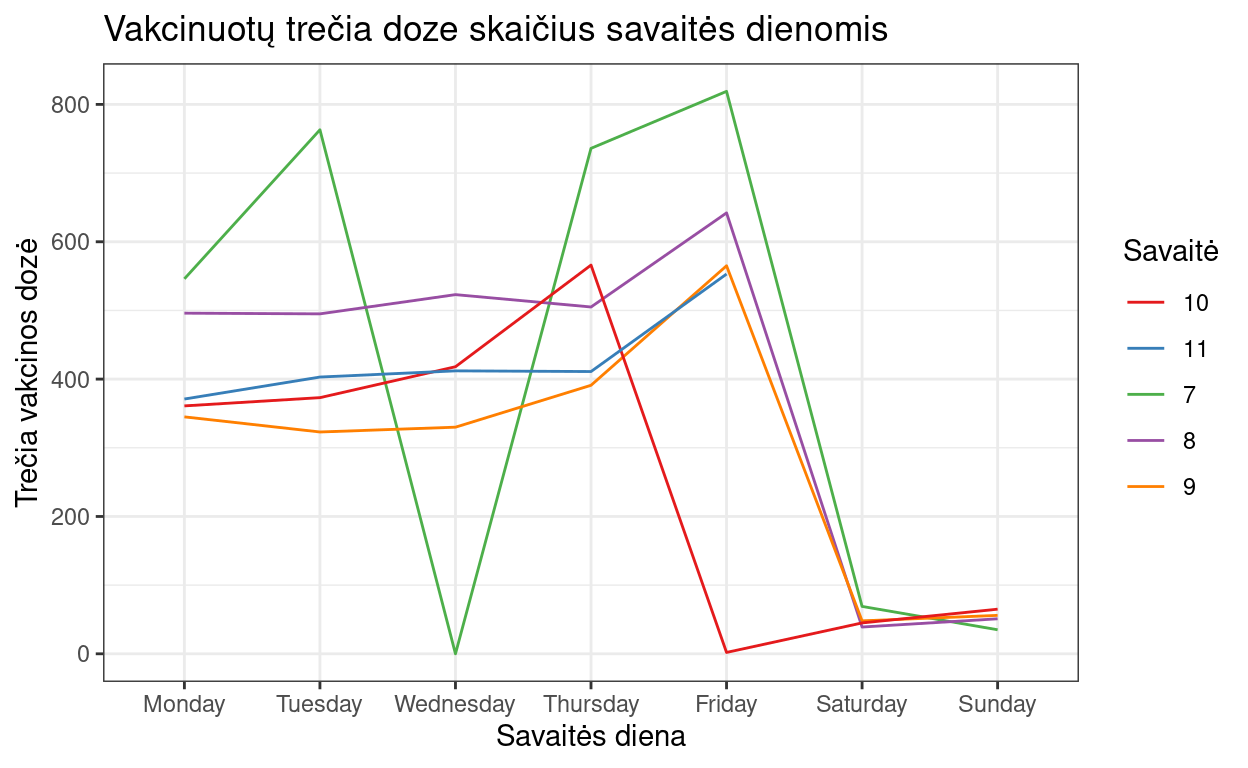 Vakcinuotų trečia doze skaičius savaitės dienomis
Trečia vakcinos dozė
800
600
400
200
0
Monday Tuesday Wednesday Thursday Friday Saturday Sunday
Savaitės diena
Savaitė
10
11
7
8
9